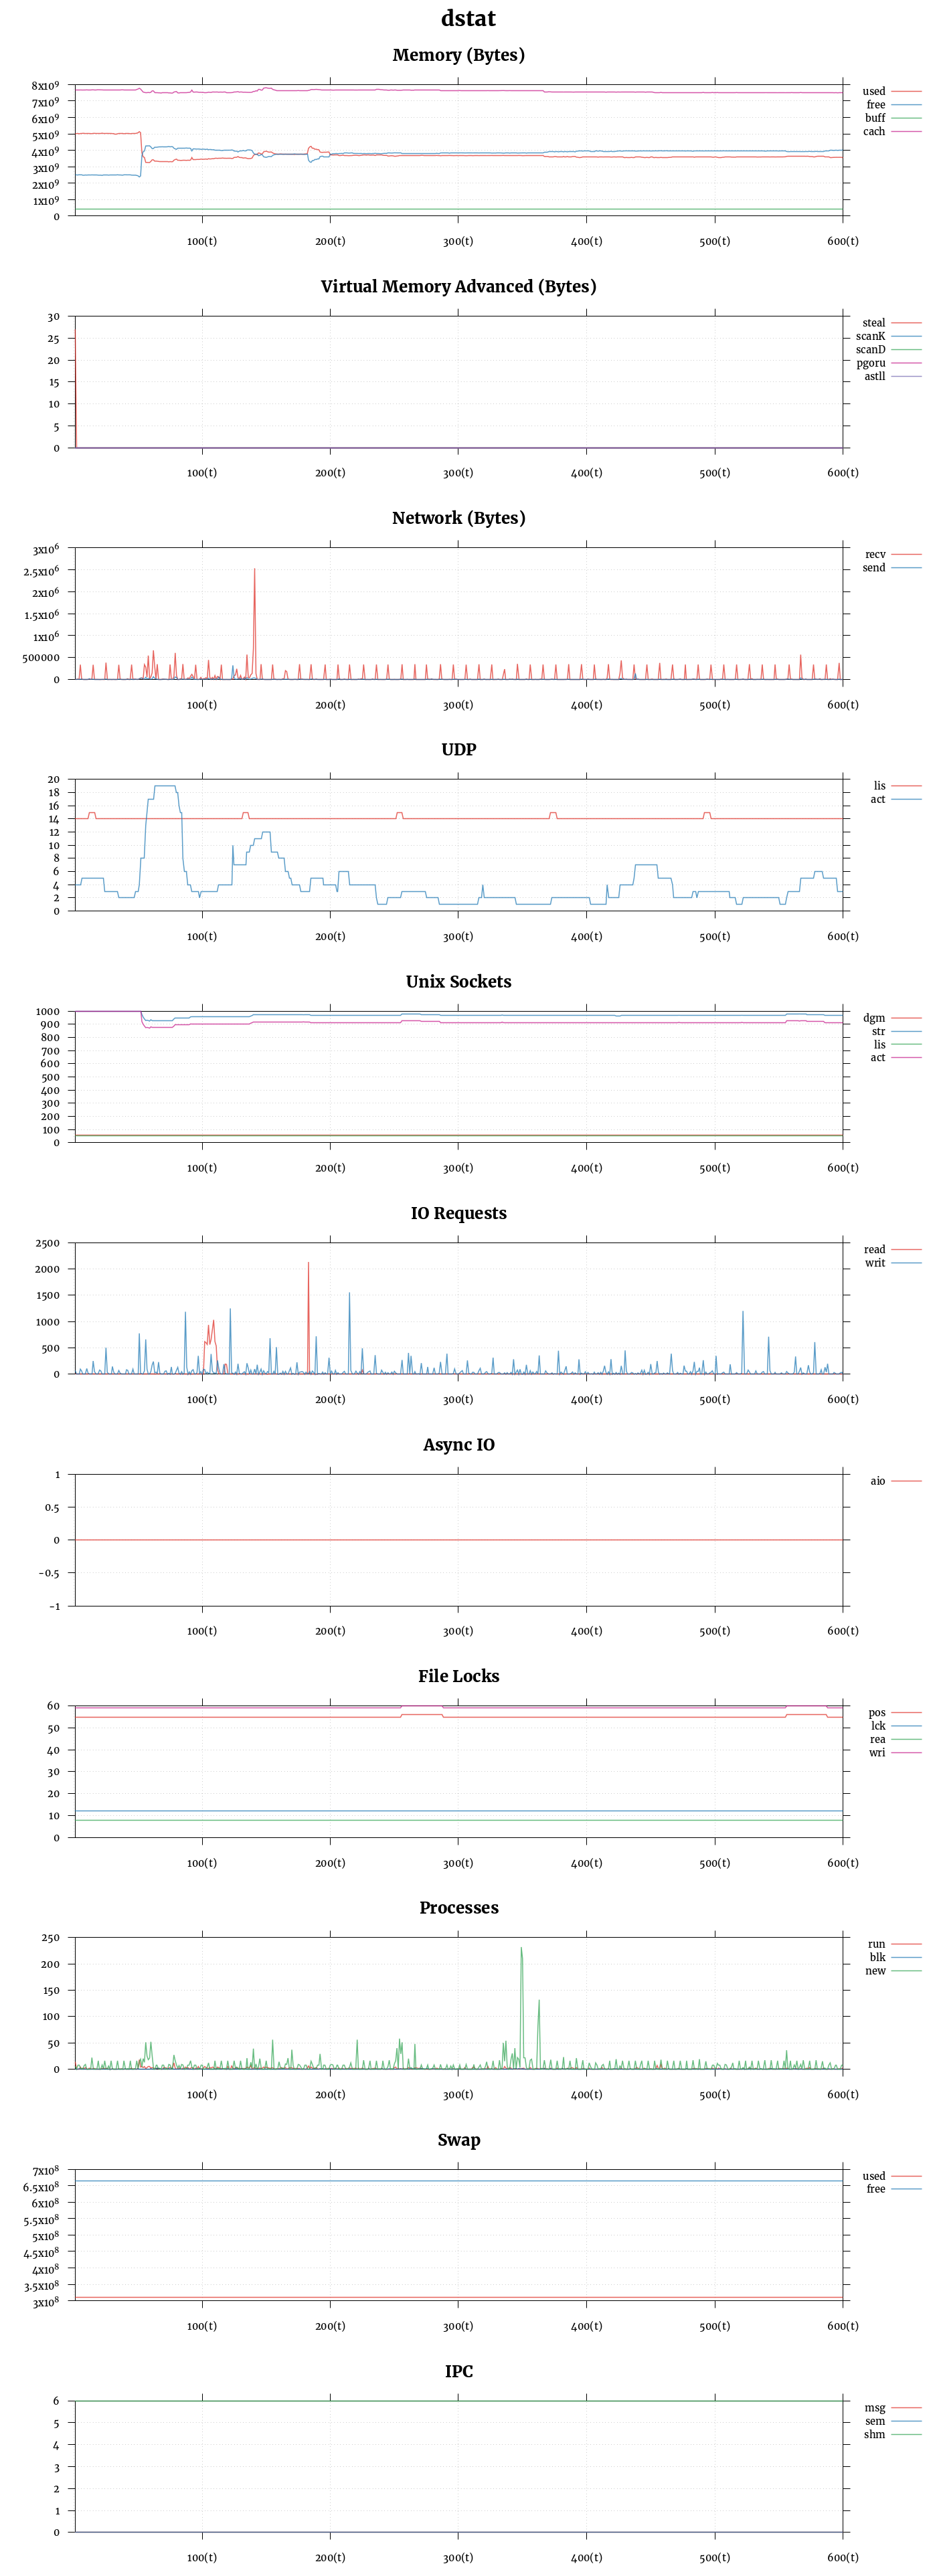 dstat
Memory (Bytes)
8x10⁹
7x10⁹
6x10⁹
5x10⁹
4x10⁹
3x10⁹
2x10⁹
1x10⁹
0
used
free
buff
cach
100(t) 200(t) 300(t) 400(t) 500(t) 600(t)
Virtual Memory Advanced (Bytes)
30
25
20
15
10
5
0
steal
scanK
scanD
pgoru
astll
100(t) 200(t) 300(t) 400(t) 500(t) 600(t)
Network (Bytes)
3x10⁶
2.5x10⁶
2x10⁶
1.5x10⁶
1x10⁶
500000
0
recv
send
100(t) 200(t) 300(t) 400(t) 500(t) 600(t)
UDP
20
18
16
14
12
10
8
6
4
2
0
lis
act
100(t) 200(t) 300(t) 400(t) 500(t) 600(t)
Unix Sockets
1000
900
800
700
600
500
400
300
200
100
0
dgm
str
lis
act
100(t) 200(t) 300(t) 400(t) 500(t) 600(t)
IO Requests
2500
2000
1500
1000
500
0
read
writ
100(t) 200(t) 300(t) 400(t) 500(t) 600(t)
Async IO
1
0.5
0
-0.5
-1
aio
100(t) 200(t) 300(t) 400(t) 500(t) 600(t)
File Locks
60
50
40
30
20
10
0
pos
lck
rea
wri
100(t) 200(t) 300(t) 400(t) 500(t) 600(t)
Processes
250
200
150
100
50
0
run
blk
new
100(t) 200(t) 300(t) 400(t) 500(t) 600(t)
Swap
7x10⁸
6.5x10⁸
6x10⁸
5.5x10⁸
5x10⁸
4.5x10⁸
4x10⁸
3.5x10⁸
3x10⁸
used
free
100(t) 200(t) 300(t) 400(t) 500(t) 600(t)
IPC
6
5
4
3
2
1
0
msg
sem
shm
100(t) 200(t) 300(t) 400(t) 500(t) 600(t)